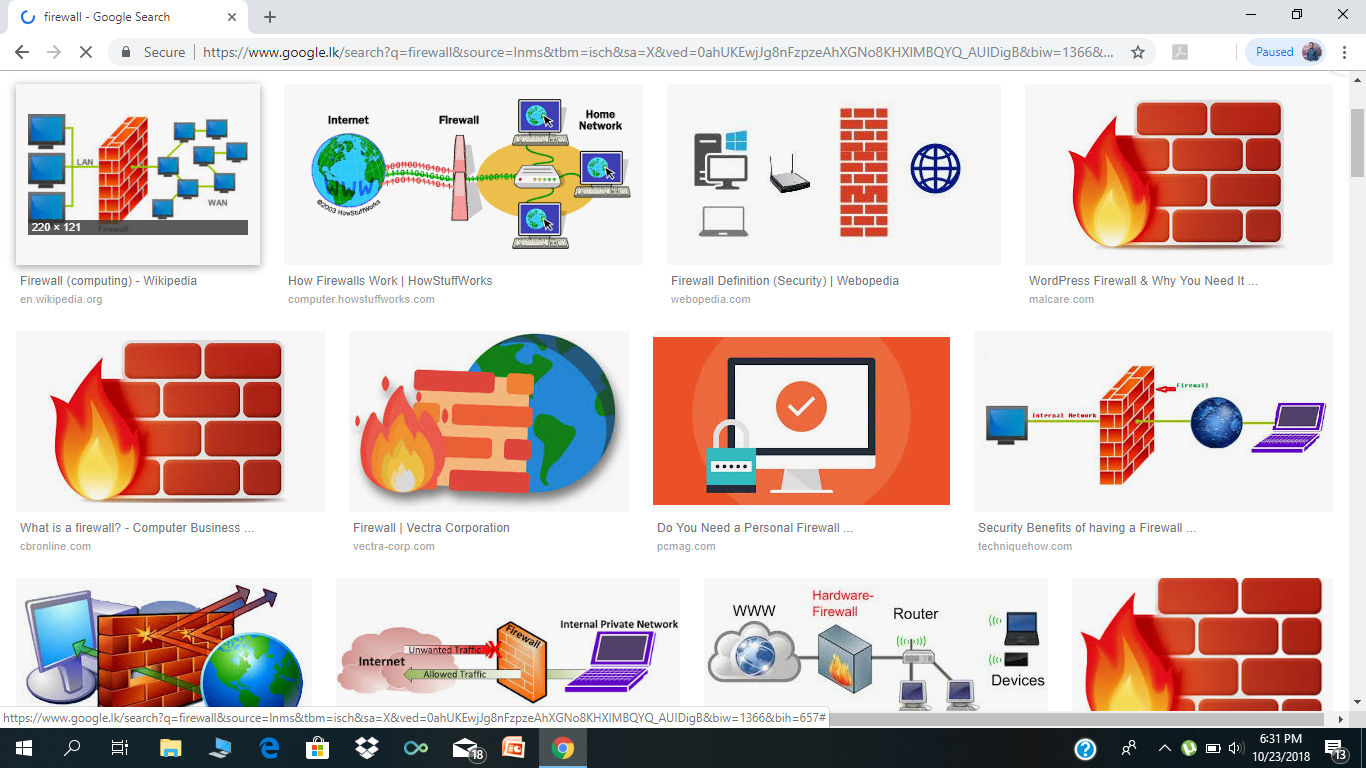 firewall - Google Search
Secure
https://www.google.lk/search?q=firewall&source=lnms&tbm=isch&sa=X&ved=0ahUKEwjJg8nFzpzeAhXGNo8KHXIMBQYQ_AUIDigB&biw=1366&...
Paused
LAN
WAN
Firewall
220 × 121
Internet
Firewall
Home
Network
©2003 HowStuffWorks
Firewall (computing) - Wikipedia
en.wikipedia.org
How Firewalls Work | HowStuffWorks
computer.howstuffworks.com
Firewall Definition (Security) | Webopedia
webopedia.com
WordPress Firewall & Why You Need It ...
malcare.com
Internal Network
Firewall
What is a firewall? - Computer Business ...
cbronline.com
Firewall | Vectra Corporation
vectra-corp.com
Do You Need a Personal Firewall ...
pcmag.com
Security Benefits of having a Firewall ...
techniquehow.com
Internet
Unwanted Traffic
Allowed Traffic
Firewall
Internal Private Network
WWW
Hardware-
Firewall
Router
Devices
https://www.google.lk/search?q=firewall&source=lnms&tbm=isch&sa=X&ved=0ahUKEwjJg8nFzpzeAhXGNo8KHXIMBQYQ_AUIDigB&biw=1366&bih=657#
18
6:31 PM
10/23/2018
13